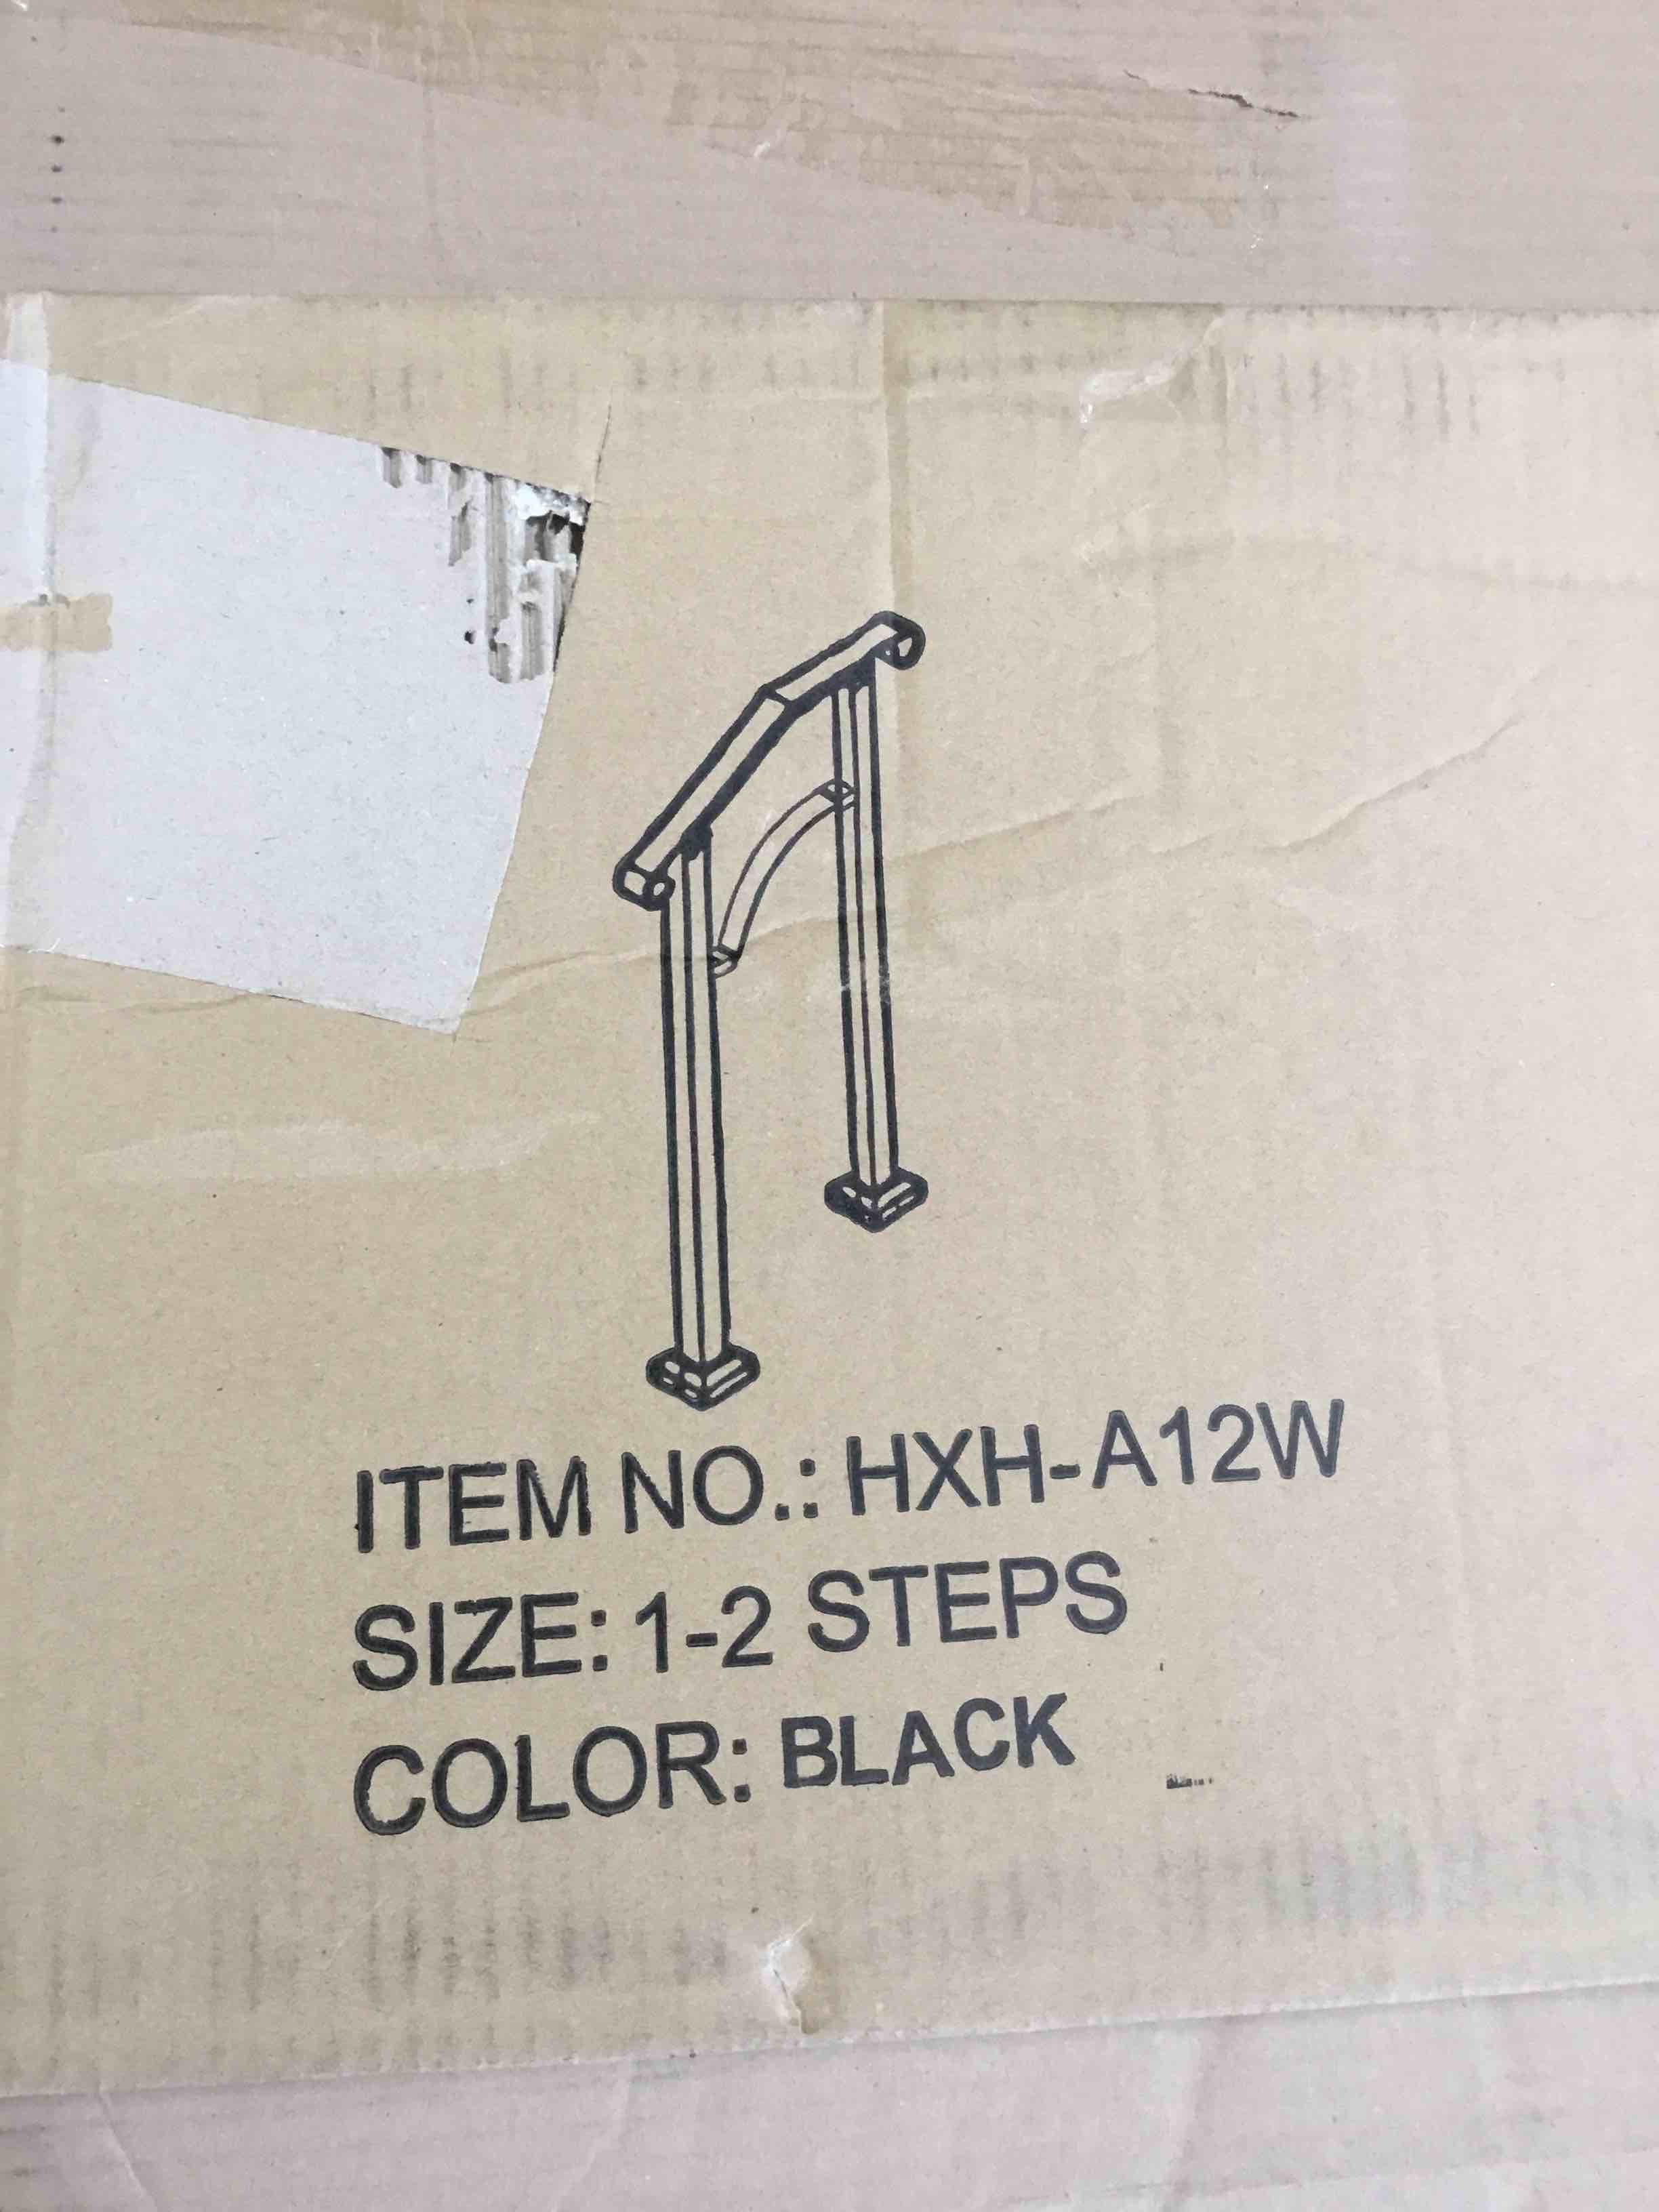 ITEM NO.: HXH-A12W
SIZE: 1-2 STEPS
COLOR: BLACK